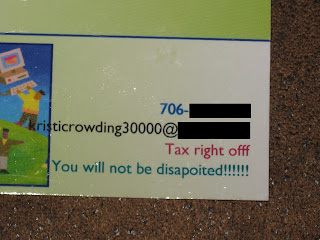 706-
kristicrowding30000@
Tax right offf
You will not be disapoited!!!!!!